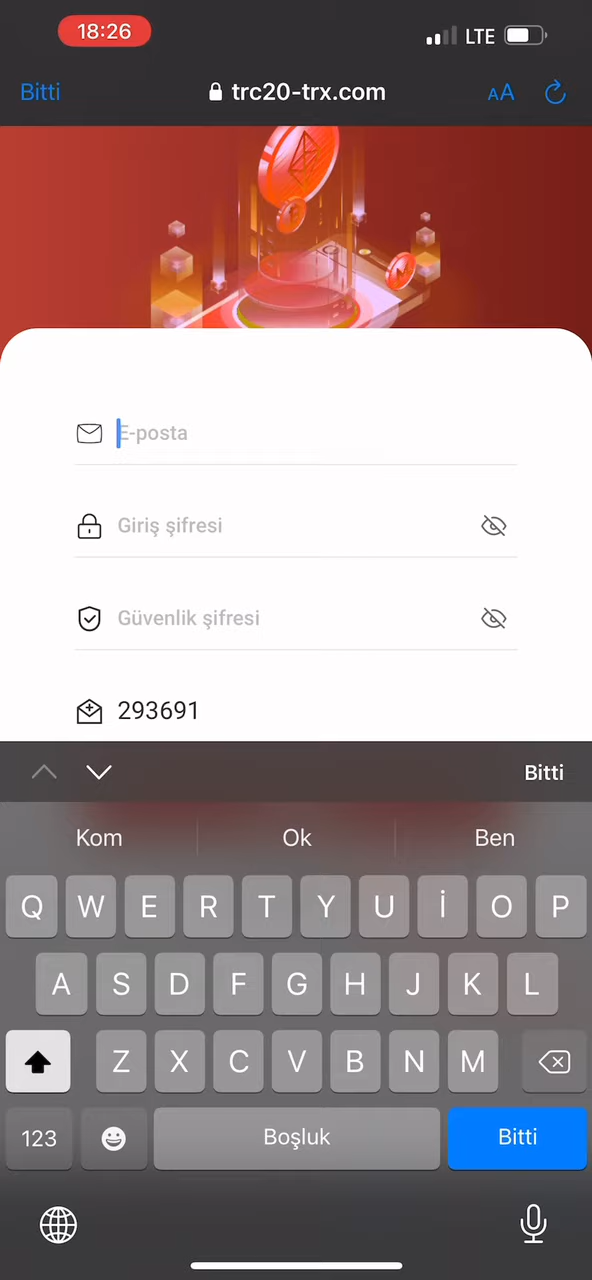 18:26
LTE
Bitti
trc20-trx.com
AA
E-posta
Giriş şifresi
Güvenlik şifresi
293691
Bitti
Kom
Ok
Ben
Q W E R T Y U İ O P
A S D F G H J K L
Z X C V B N M
123
Boşluk
Bitti